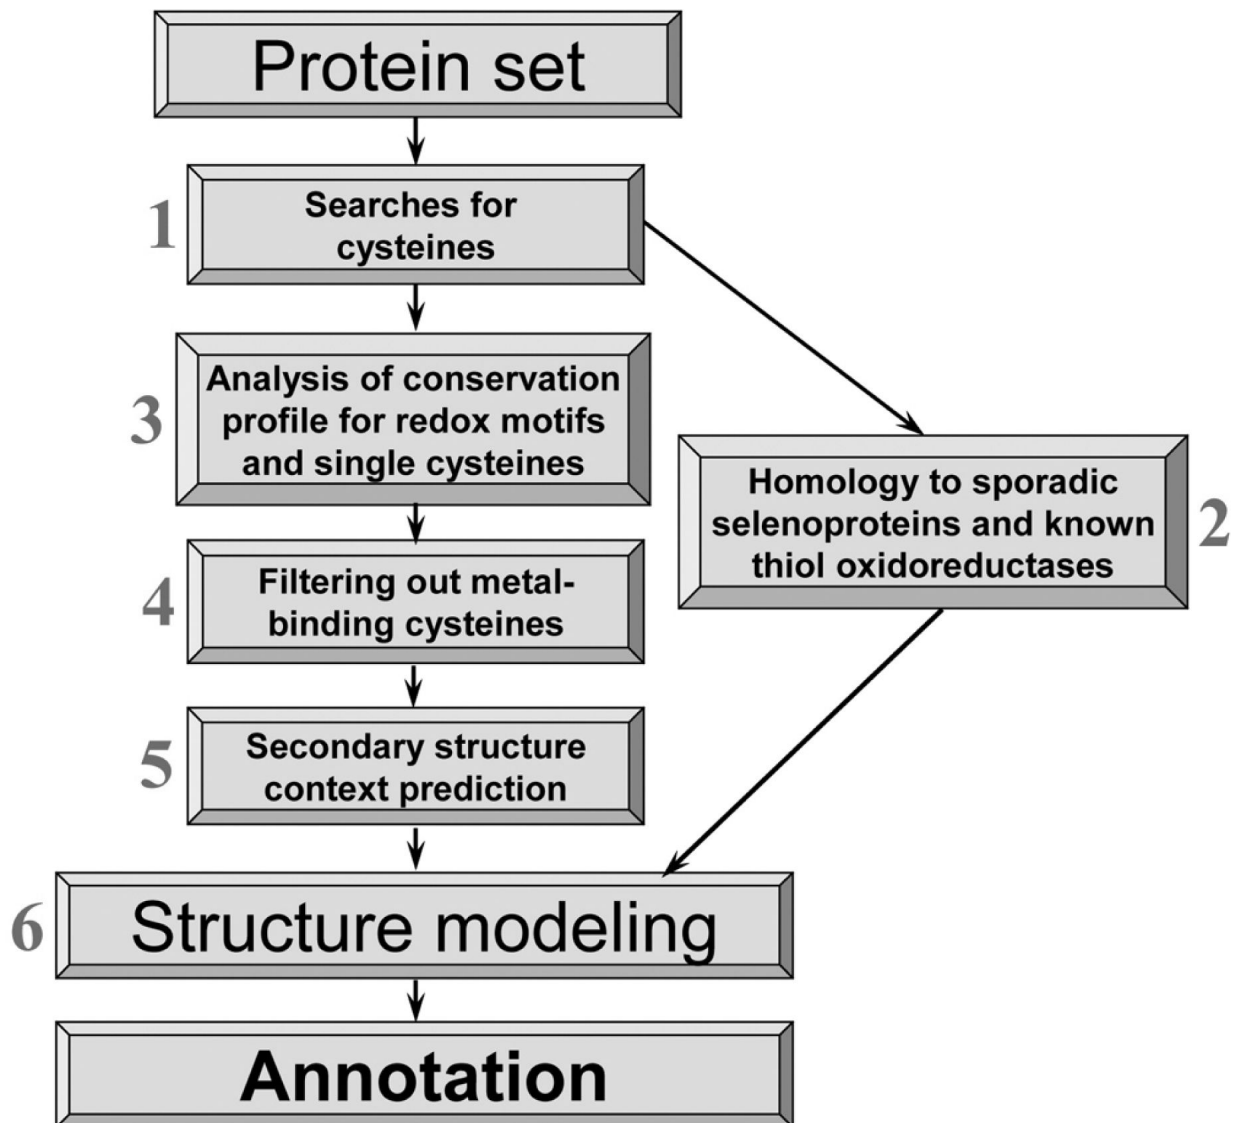 Protein set
1
Searches for
cysteines
3
Analysis of conservation
profile for redox motifs
and single cysteines
2
Homology to sporadic
selenoproteins and known
thiol oxidoreductases
4
Filtering out metal-
binding cysteines
5
Secondary structure
context prediction
6
Structure modeling
Annotation